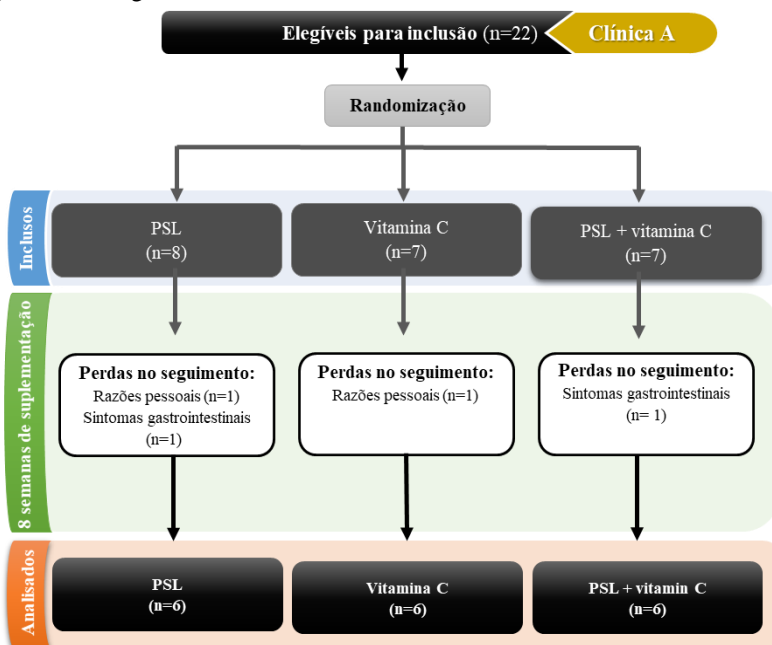 Elegíveis para inclusão (n=22)
Clínica A
Randomização
Inclusos
PSL
(n=8)
Vitamina C
(n=7)
PSL + vitamina C
(n=7)
8 semanas de suplementação
Perdas no seguimento:
Razões pessoais (n=1)
Sintomas gastrointestinais
(n=1)
Perdas no seguimento:
Razões pessoais (n=1)
Perdas no seguimento:
Sintomas gastrointestinais
(n= 1)
Analisados
PSL
(n=6)
Vitamina C
(n=6)
PSL + vitamin C
(n=6)